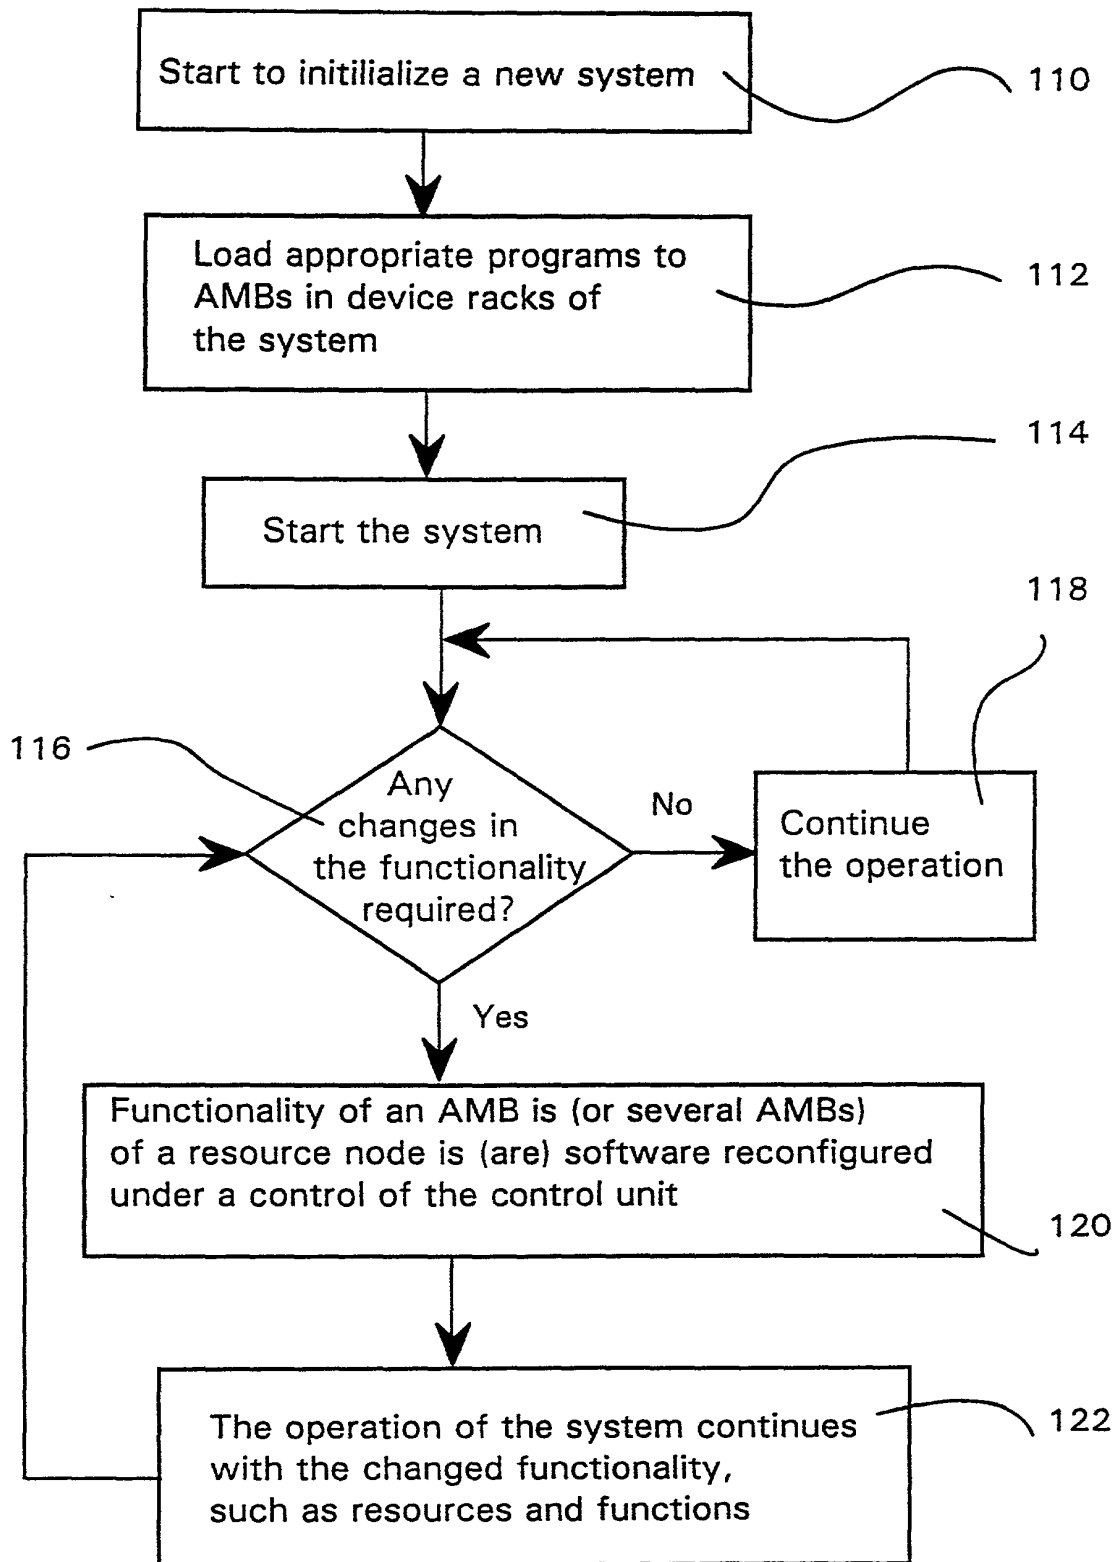 Start to initilialize a new system
110
Load appropriate programs to
AMBs in device racks of
the system
112
114
Start the system
118
116
Any
changes in
the functionality
required?
No
Continue
the operation
Yes
Functionality of an AMB is (or several AMBs)
of a resource node is (are) software reconfigured
under a control of the control unit
120
The operation of the system continues
with the changed functionality,
such as resources and functions
122